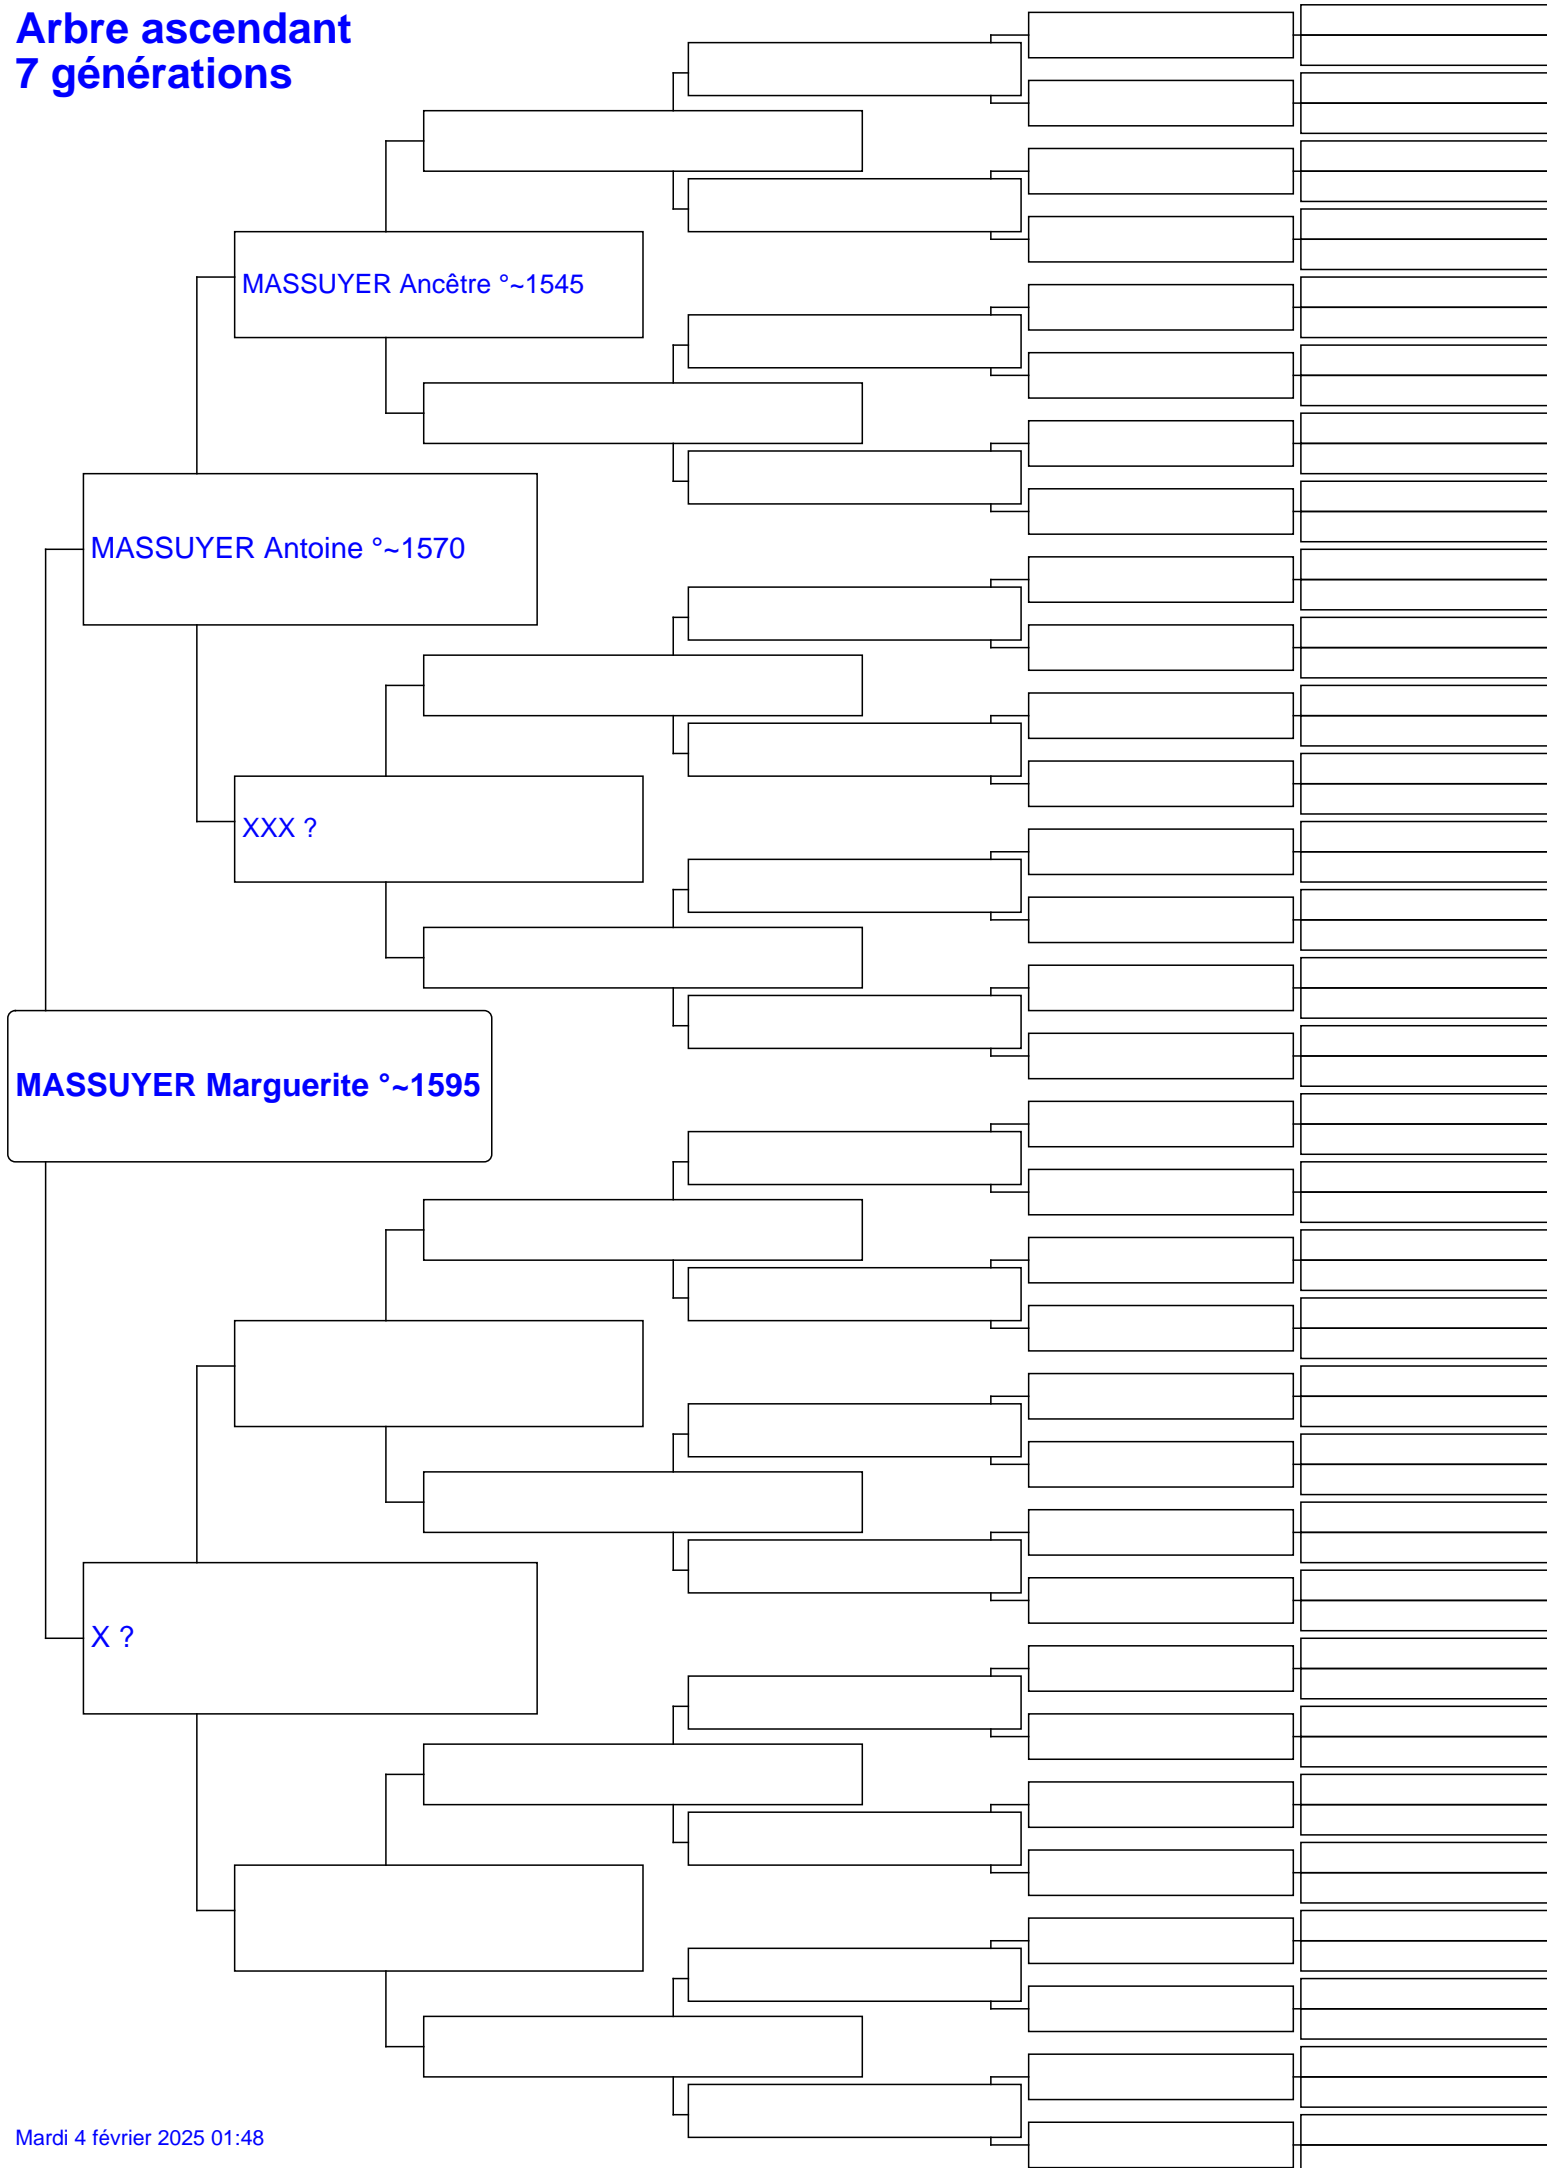 Arbre ascendant
7 générations
MASSUYER Ancêtre °~1545
MASSUYER Antoine °~1570
XXX ?
MASSUYER Marguerite °~1595
X ?
Mardi 4 février 2025 01:48